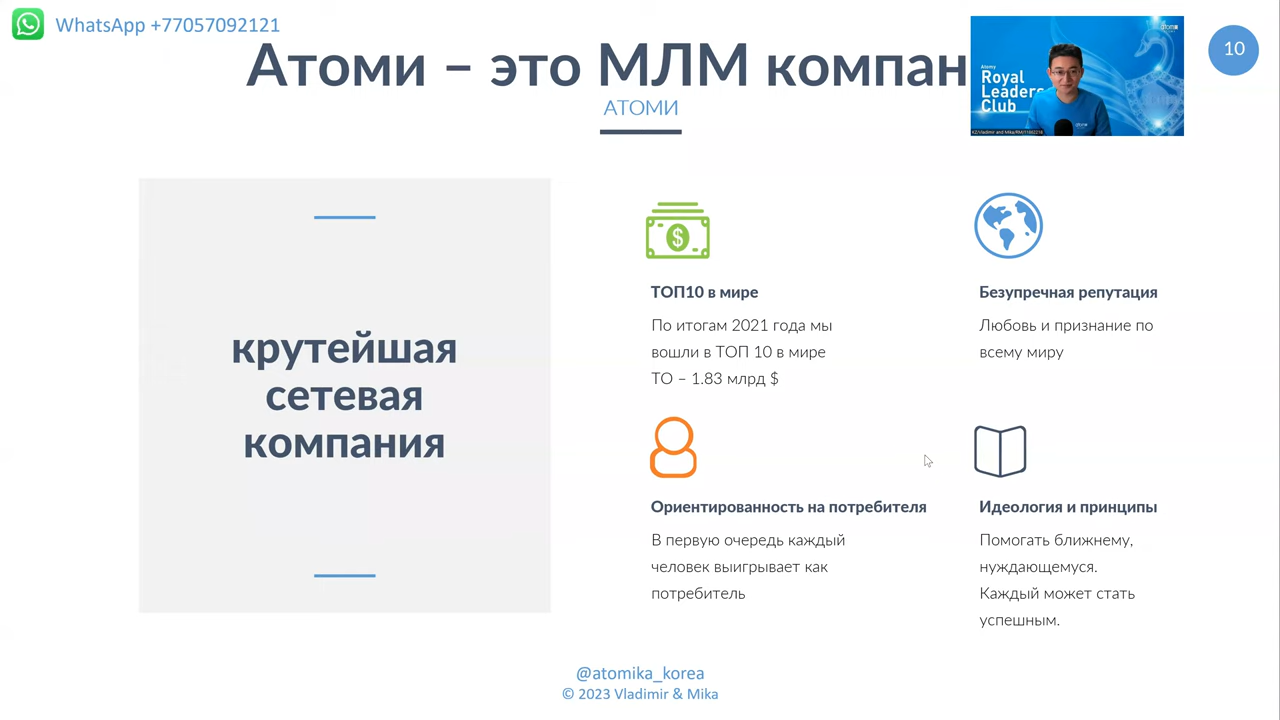 WhatsApp +77057092121
Атоми – это МЛМ компан
АТОМИ
10
Atomy
Royal
Leaders
Club
крутейшая
сетевая
компания
ТОП10 в мире
По итогам 2021 года мы
вошли в ТОП 10 в мире
ТО – 1.83 млрд $
Безупречная репутация
Любовь и признание по
всему миру
Ориентированность на потребителя
В первую очередь каждый
человек выигрывает как
потребитель
Идеология и принципы
Помогать ближнему,
нуждающемуся.
Каждый может стать
успешным.
@atomika_korea
© 2023 Vladimir & Mika